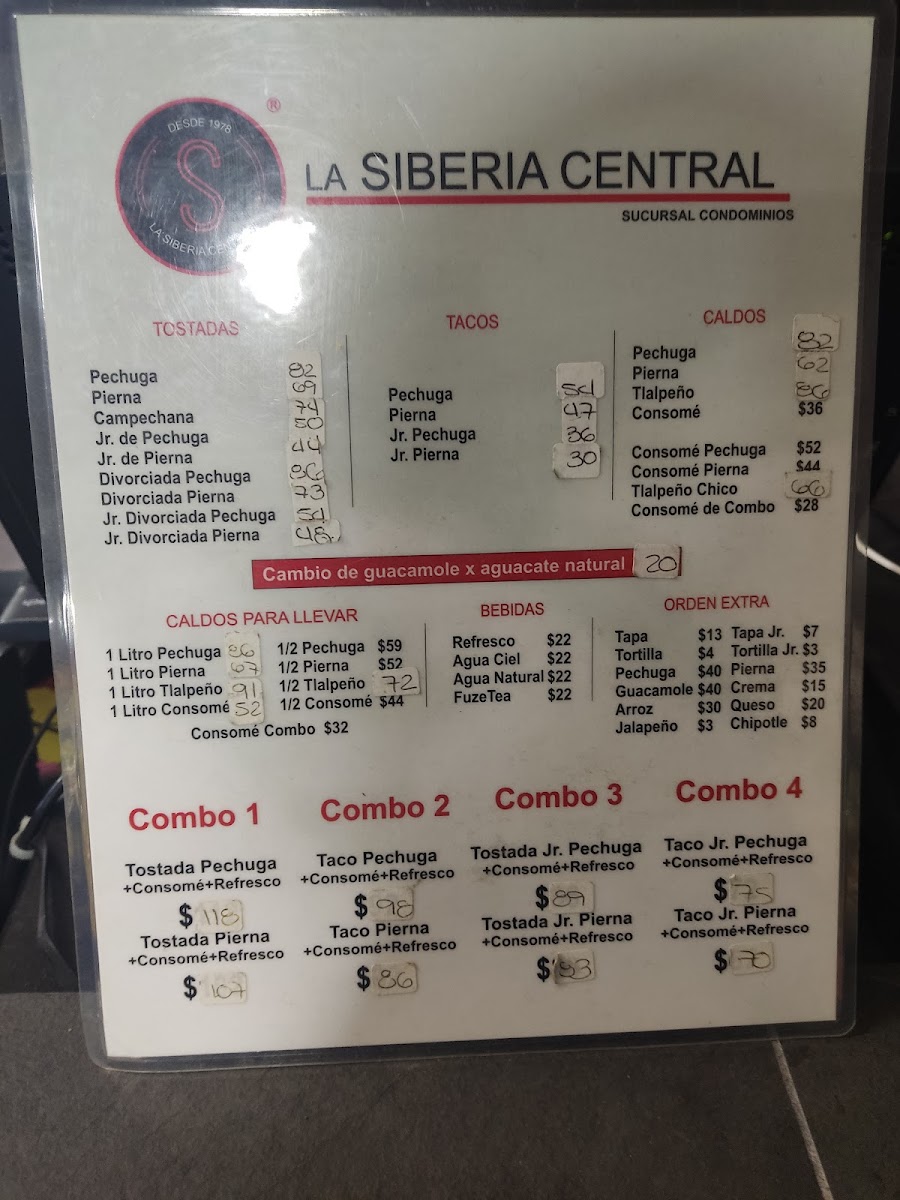 DESDE 1978
S
LA SIBERIA CE
®
LA SIBERIA CENTRAL
SUCURSAL CONDOMINIOS
TOSTADAS
Pechuga 82
Pierna 69
Campechana 74
Jr. de Pechuga 50
Jr. de Pierna 44
Divorciada Pechuga 86
Divorciada Pierna 73
Jr. Divorciada Pechuga 54
Jr. Divorciada Pierna 48
TACOS
Pechuga 54
Pierna 47
Jr. Pechuga 36
Jr. Pierna 30
CALDOS
Pechuga 82
Pierna 62
Tlalpeño 86
Consomé $36
Consomé Pechuga $52
Consomé Pierna $44
Tlalpeño Chico 66
Consomé de Combo $28
Cambio de guacamole x aguacate natural 20
CALDOS PARA LLEVAR
1 Litro Pechuga 86 1/2 Pechuga $59
1 Litro Pierna 67 1/2 Pierna $52
1 Litro Tlalpeño 91 1/2 Tlalpeño 72
1 Litro Consomé 52 1/2 Consomé $44
Consomé Combo $32
BEBIDAS
Refresco $22
Agua Ciel $22
Agua Natural $22
FuzeTea $22
ORDEN EXTRA
Tapa $13 Tapa Jr. $7
Tortilla $4 Tortilla Jr. $3
Pechuga $40 Pierna $35
Guacamole $40 Crema $15
Arroz $30 Queso $20
Jalapeño $3 Chipotle $8
Combo 1
Tostada Pechuga
+Consomé+Refresco
$ 118
Tostada Pierna
+Consomé+Refresco
$ 107
Combo 2
Taco Pechuga
+Consomé+Refresco
$ 98
Taco Pierna
+Consomé+Refresco
$ 86
Combo 3
Tostada Jr. Pechuga
+Consomé+Refresco
$ 89
Tostada Jr. Pierna
+Consomé+Refresco
$ 83
Combo 4
Taco Jr. Pechuga
+Consomé+Refresco
$ 75
Taco Jr. Pierna
+Consomé+Refresco
$ 70